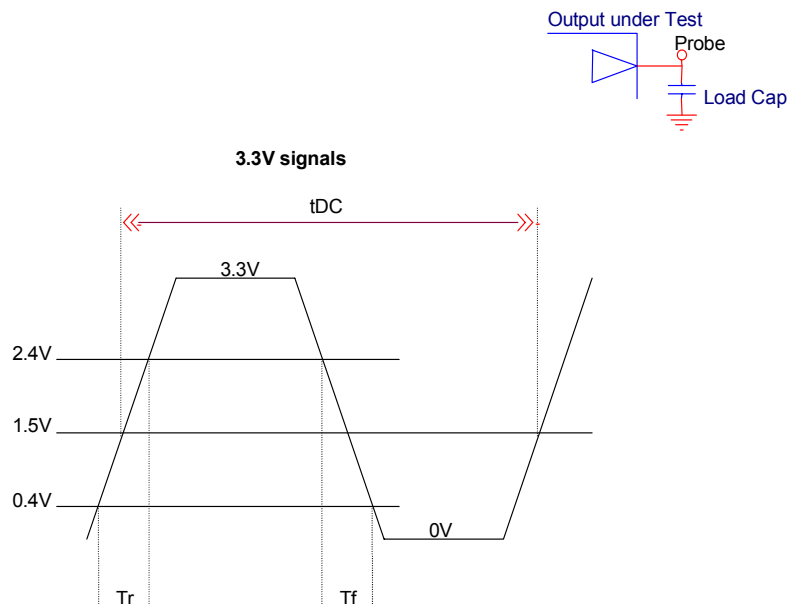 Output under Test
Probe
Load Cap
3.3V signals
tDC
3.3V
2.4V
1.5V
0.4V
0V
Tr
Tf